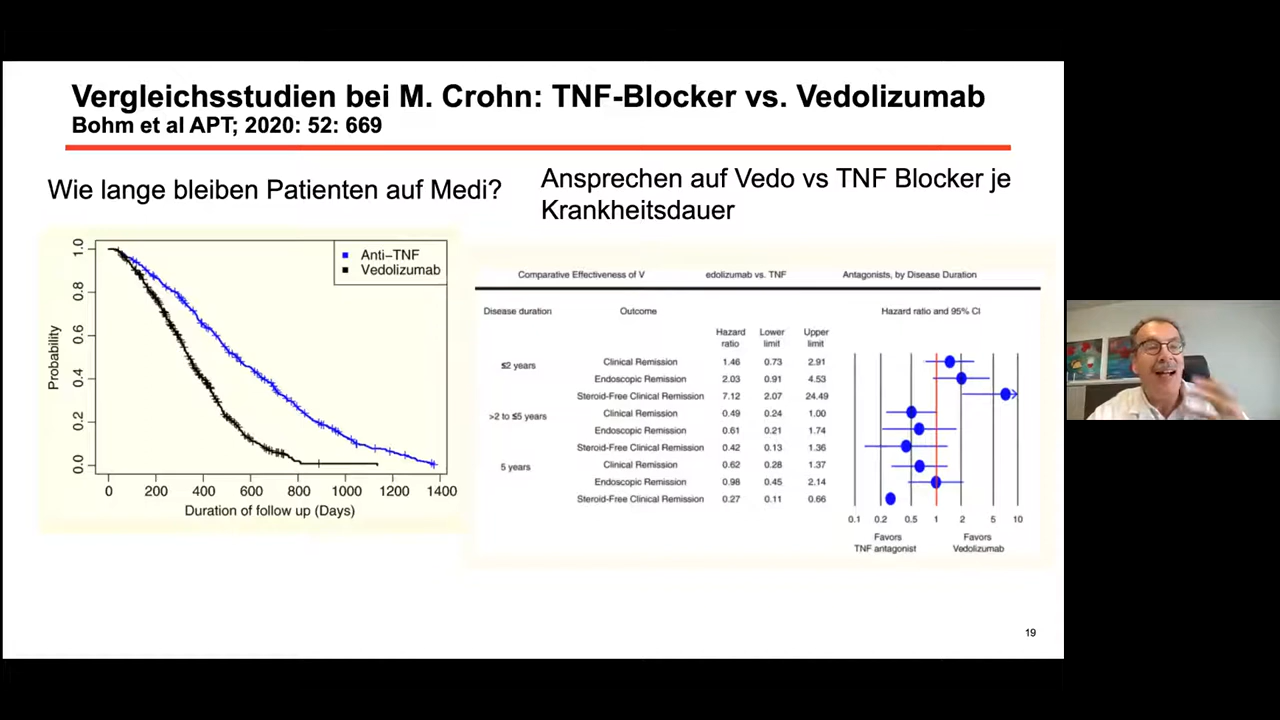 Vergleichsstudien bei M. Crohn: TNF-Blocker vs. Vedolizumab
Bohm et al APT; 2020: 52: 669
Wie lange bleiben Patienten auf Medi?
Ansprechen auf Vedo vs TNF Blocker je
Krankheitsdauer
Anti−TNF
Vedolizumab
Probability
1.0
0.8
0.6
0.4
0.2
0.0
0 200 400 600 800 1000 1200 1400
Duration of follow up (Days)
Comparative Effectiveness of V edolizumab vs. TNF Antagonists, by Disease Duration
Disease duration Outcome Hazard ratio and 95% CI
Hazard Lower Upper
ratio limit limit
≤2 years Clinical Remission 1.46 0.73 2.91
Endoscopic Remission 2.03 0.91 4.53
Steroid-Free Clinical Remission 7.12 2.07 24.49
>2 to ≤5 years Clinical Remission 0.49 0.24 1.00
Endoscopic Remission 0.61 0.21 1.74
Steroid-Free Clinical Remission 0.42 0.13 1.36
5 years Clinical Remission 0.62 0.28 1.37
Endoscopic Remission 0.98 0.45 2.14
Steroid-Free Clinical Remission 0.27 0.11 0.66
0.1 0.2 0.5 1 2 5 10
Favors Favors
TNF antagonist Vedolizumab
19